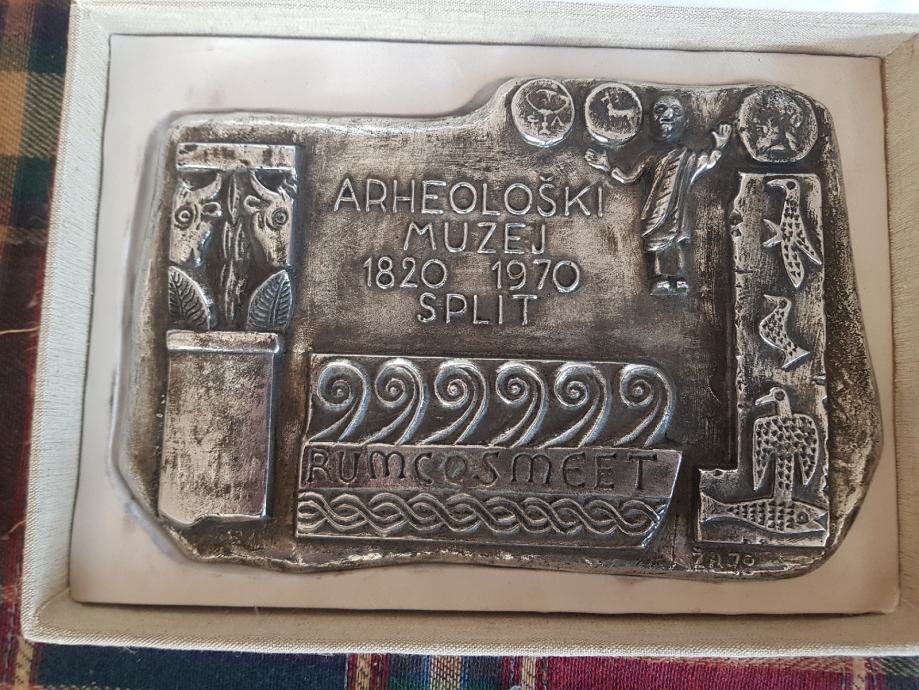 ARHEOLOŠKI
MUZEJ
1820 1970
SPLIT
RUMCOSMEET